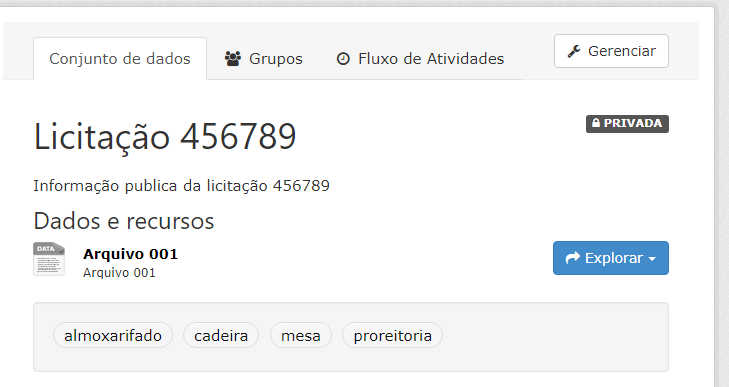 Conjunto de dados
Grupos
Fluxo de Atividades
Gerenciar
Licitação 456789
PRIVADA
Informação publica da licitação 456789
Dados e recursos
DATA
Arquivo 001
Arquivo 001
Explorar
almoxarifado
cadeira
mesa
proreitoria